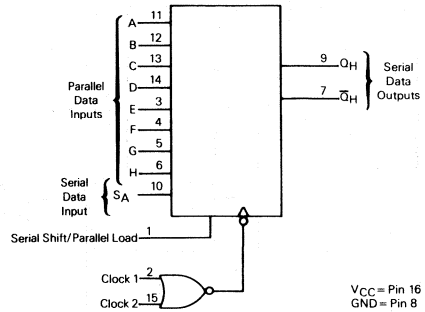 Parallel
Data
Inputs
A 11
B 12
C 13
D 14
E 3
F 4
G 5
H 6
Serial
Data
Input
SA 10
Serial Shift/Parallel Load 1
9 QH
7 Q̅H
Serial
Data
Outputs
Clock 1 2
Clock 2 15
VCC = Pin 16
GND = Pin 8